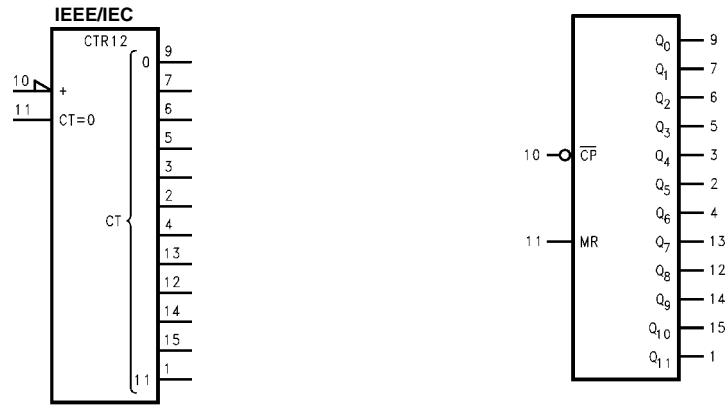 IEEE/IEC
CTR12
0 9
10 + 7
11 CT=0 6
5
3
2
CT 4
13
12
14
15
11 1
Q0 9
Q1 7
Q2 6
Q3 5
10 CP Q4 3
Q5 2
Q6 4
11 MR Q7 13
Q8 12
Q9 14
Q10 15
Q11 1